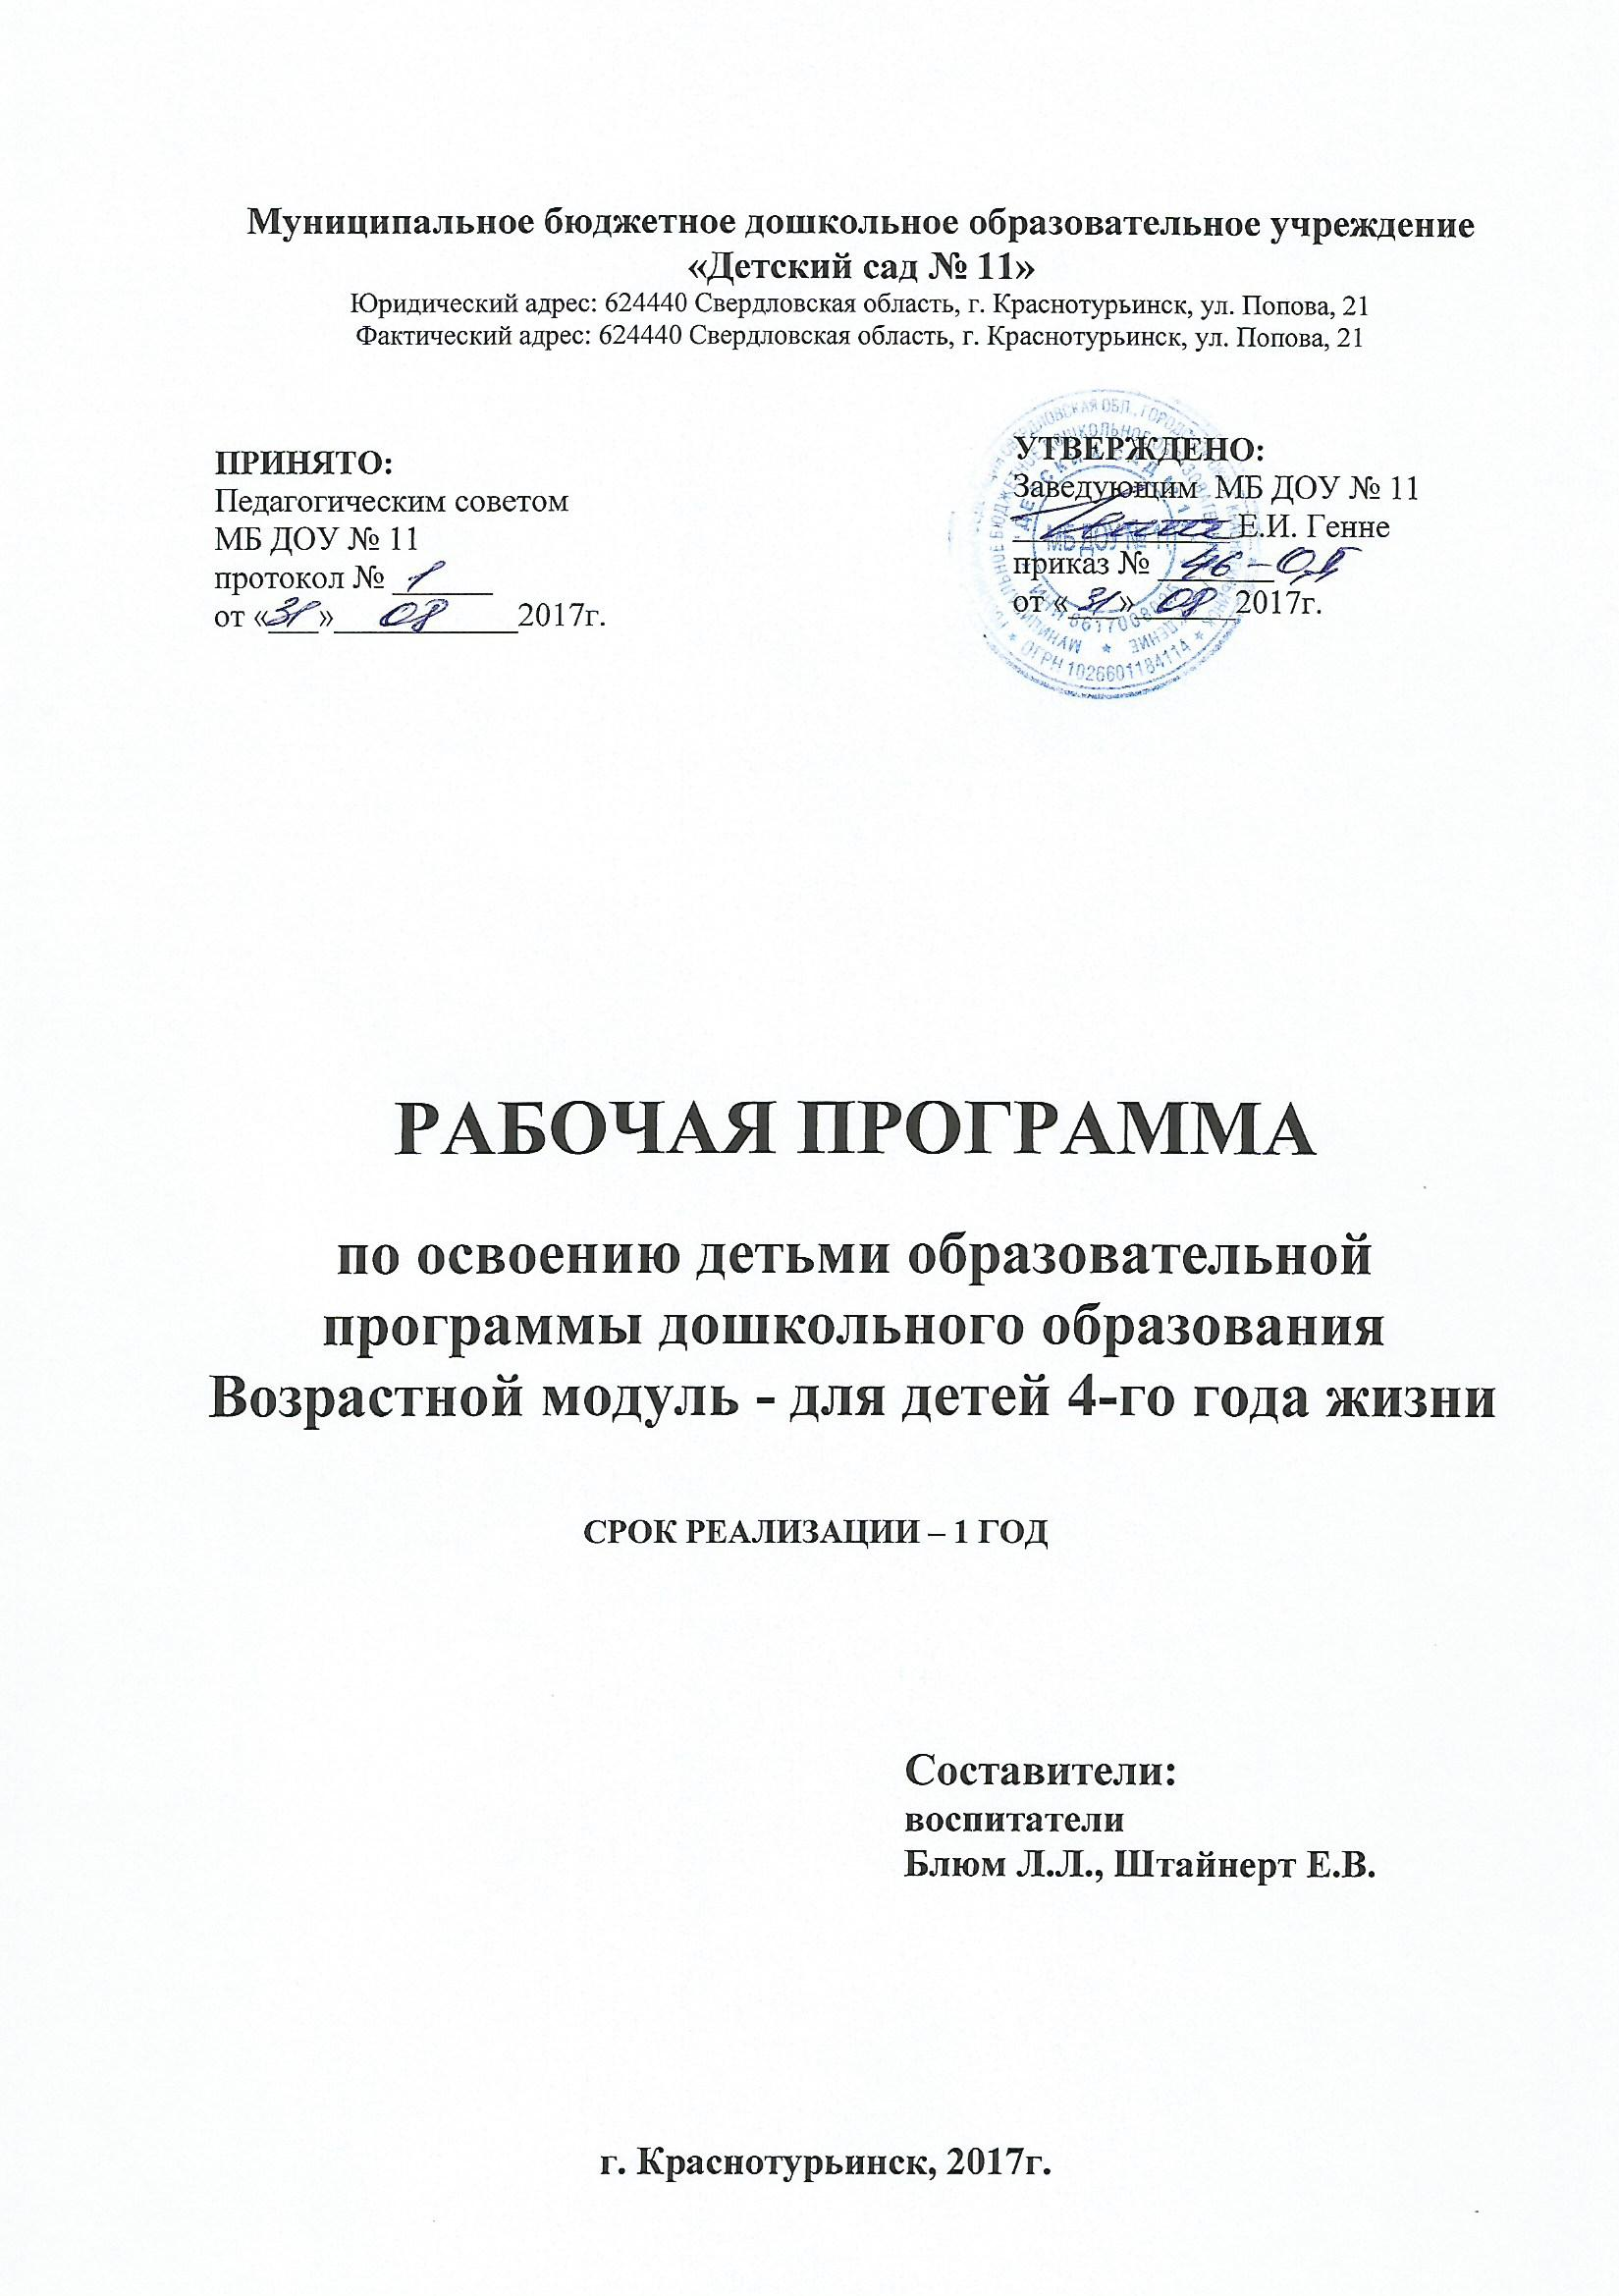 Муниципальное бюджетное дошкольное образовательное учреждение
«Детский сад № 11»
Юридический адрес: 624440 Свердловская область, г. Краснотурьинск, ул. Попова, 21
Фактический адрес: 624440 Свердловская область, г. Краснотурьинск, ул. Попова, 21
ПРИНЯТО:
Педагогическим советом
МБ ДОУ № 11
протокол № 1
от «31» 08 2017г.
УТВЕРЖДЕНО:
Заведующим МБ ДОУ № 11
Е.И. Генне
приказ № 46
от «31» 08 2017г.
ОГРН 1026601184114
РАБОЧАЯ ПРОГРАММА
по освоению детьми образовательной
программы дошкольного образования
Возрастной модуль - для детей 4-го года жизни
СРОК РЕАЛИЗАЦИИ – 1 ГОД
Составители:
воспитатели
Блюм Л.Л., Штайнерт Е.В.
г. Краснотурьинск, 2017г.